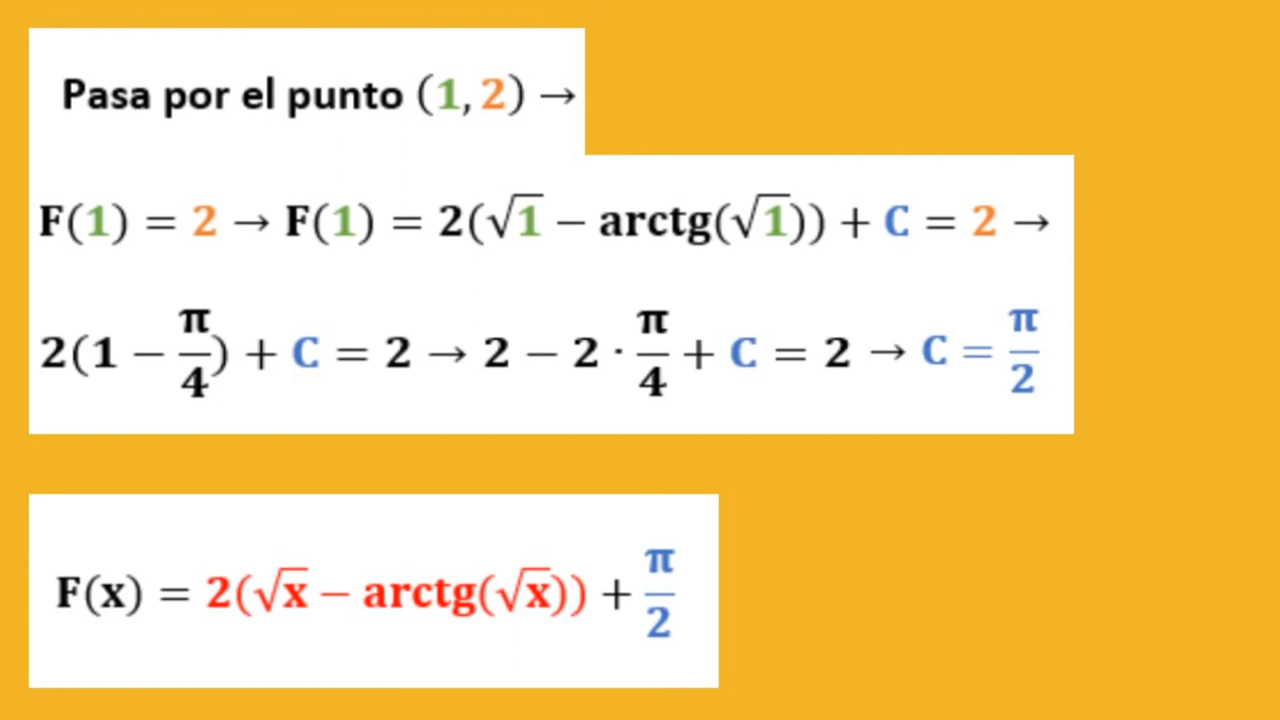 Pasa por el punto (1, 2) →
F(1) = 2 → F(1) = 2(√1 − arctg(√1)) + C = 2 →
2(1 − π/4) + C = 2 → 2 − 2 · π/4 + C = 2 → C = π/2
F(x) = 2(√x − arctg(√x)) + π/2